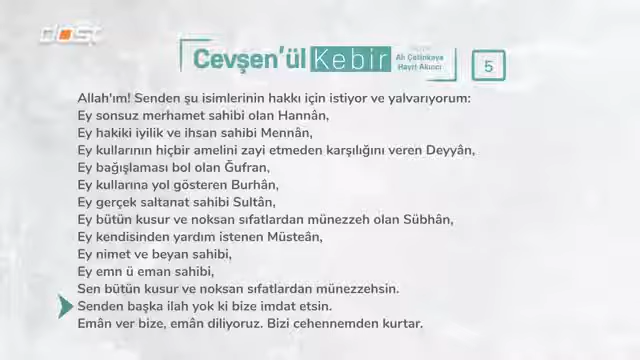 dost
Cevşen'ül Kebir
Ali Çetinkaya
Hayri Akıncı
5
Allah'ım! Senden şu isimlerinin hakkı için istiyor ve yalvarıyorum:
Ey sonsuz merhamet sahibi olan Hannân,
Ey hakiki iyilik ve ihsan sahibi Mennân,
Ey kullarının hiçbir amelini zayi etmeden karşılığını veren Deyyân,
Ey bağışlaması bol olan Ğufran,
Ey kullarına yol gösteren Burhân,
Ey gerçek saltanat sahibi Sultân,
Ey bütün kusur ve noksan sıfatlardan münezzeh olan Sübhân,
Ey kendisinden yardım istenen Müsteân,
Ey nimet ve beyan sahibi,
Ey emn ü eman sahibi,
Sen bütün kusur ve noksan sıfatlardan münezzehsin.
Senden başka ilah yok ki bize imdat etsin.
Emân ver bize, emân diliyoruz. Bizi cehennemden kurtar.